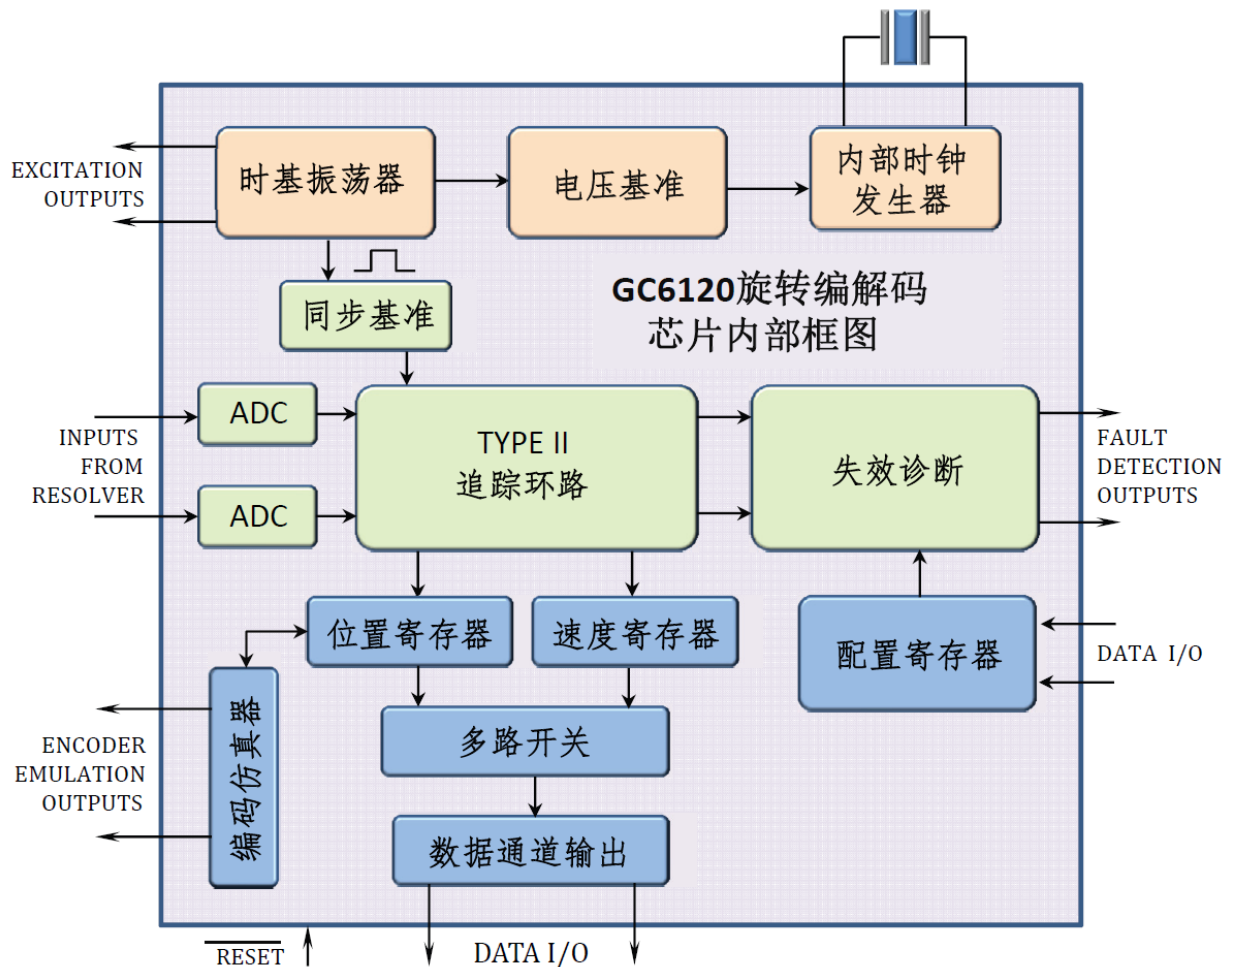 时基振荡器
电压基准
内部时钟
发生器
EXCITATION
OUTPUTS
同步基准
GC6120旋转编解码
芯片内部框图
ADC
INPUTS
FROM
RESOLVER
ADC
TYPE II
追踪环路
失效诊断
FAULT
DETECTION
OUTPUTS
位置寄存器
速度寄存器
配置寄存器
DATA I/O
ENCODER
EMULATION
OUTPUTS
编码仿真器
多路开关
数据通道输出
RESET
DATA I/O